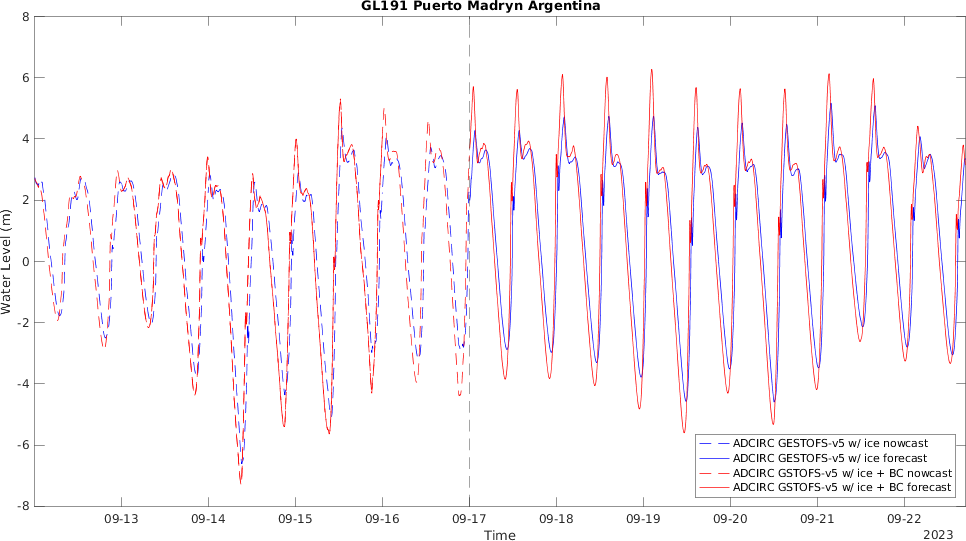 GL191 Puerto Madryn Argentina
8
6
4
2
0
-2
-4
-6
-8
Water Level (m)
ADCIRC GESTOFS-v5 w/ ice nowcast
ADCIRC GESTOFS-v5 w/ ice forecast
ADCIRC GSTOFS-v5 w/ ice + BC nowcast
ADCIRC GSTOFS-v5 w/ ice + BC forecast
09-13 09-14 09-15 09-16 09-17 09-18 09-19 09-20 09-21 09-22
Time
2023